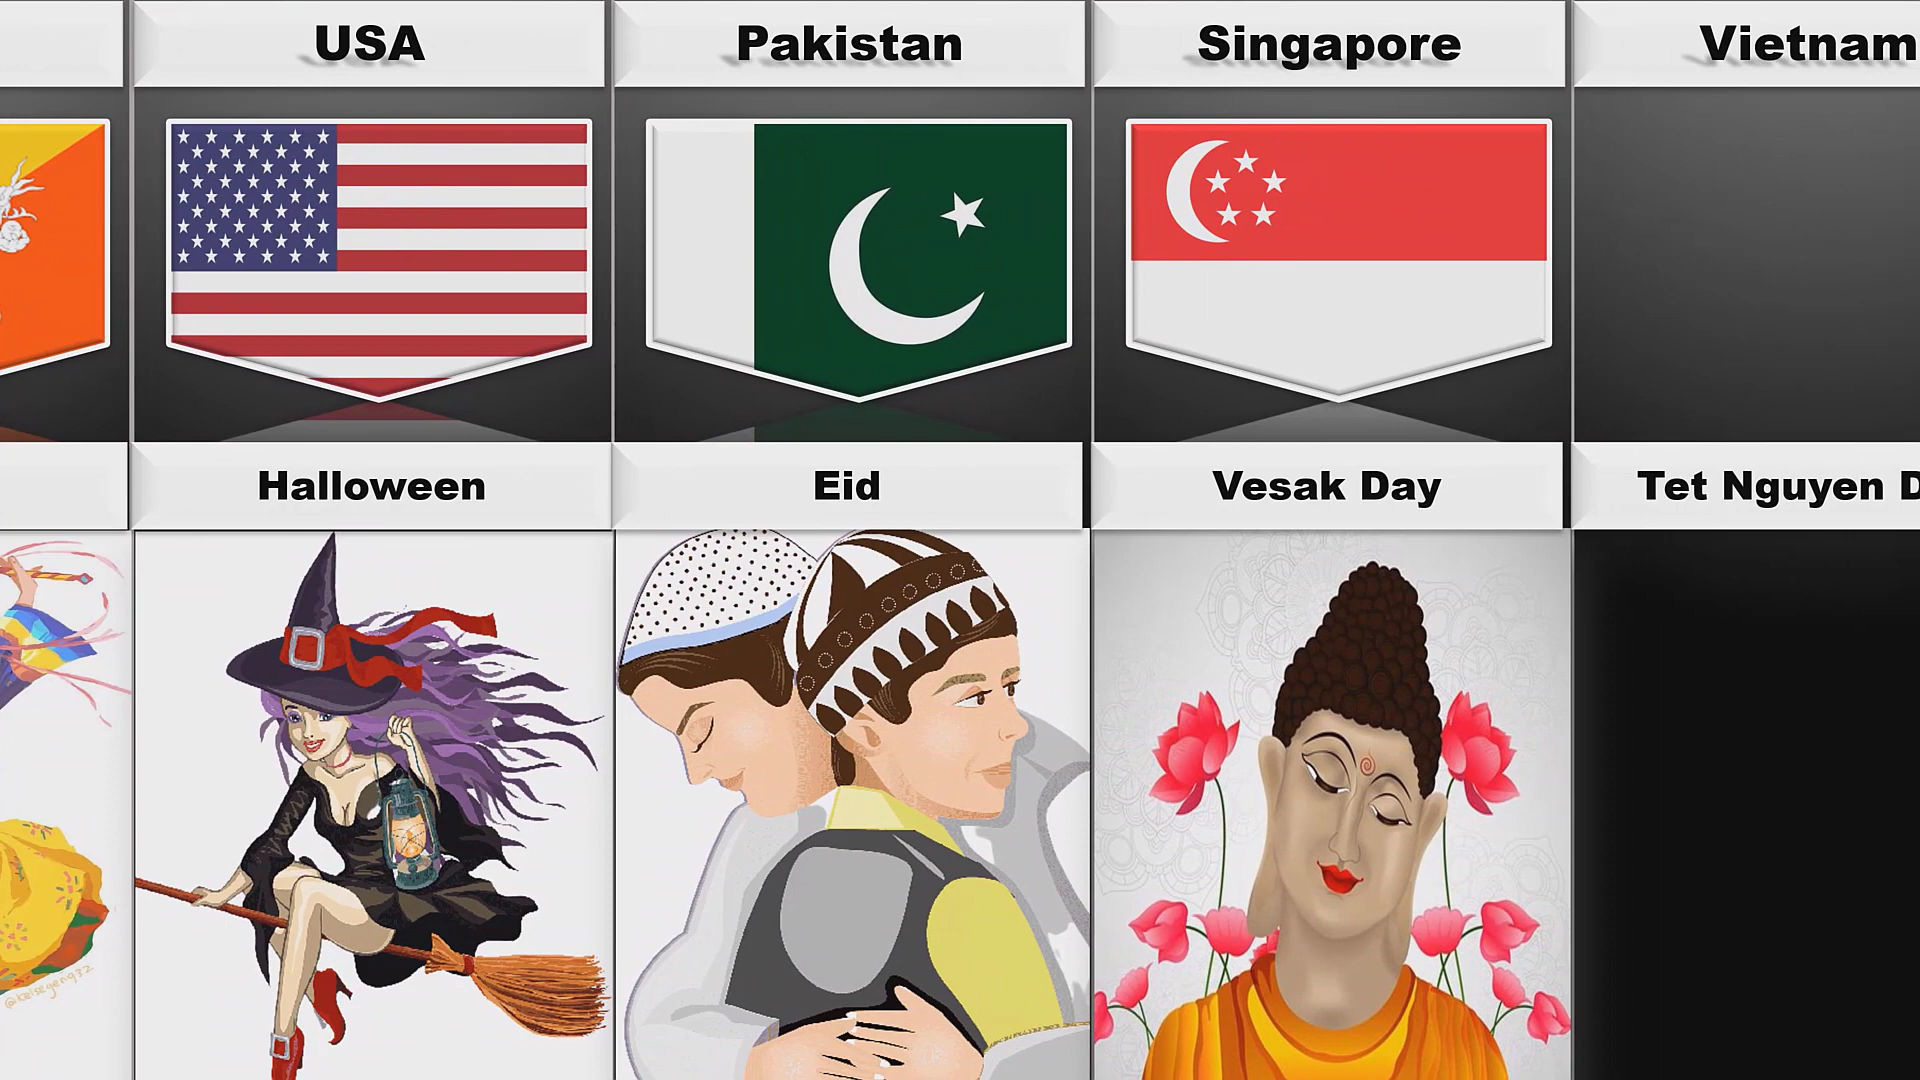 USA
Pakistan
Singapore
Vietnam
Halloween
Eid
Vesak Day
Tet Nguyen